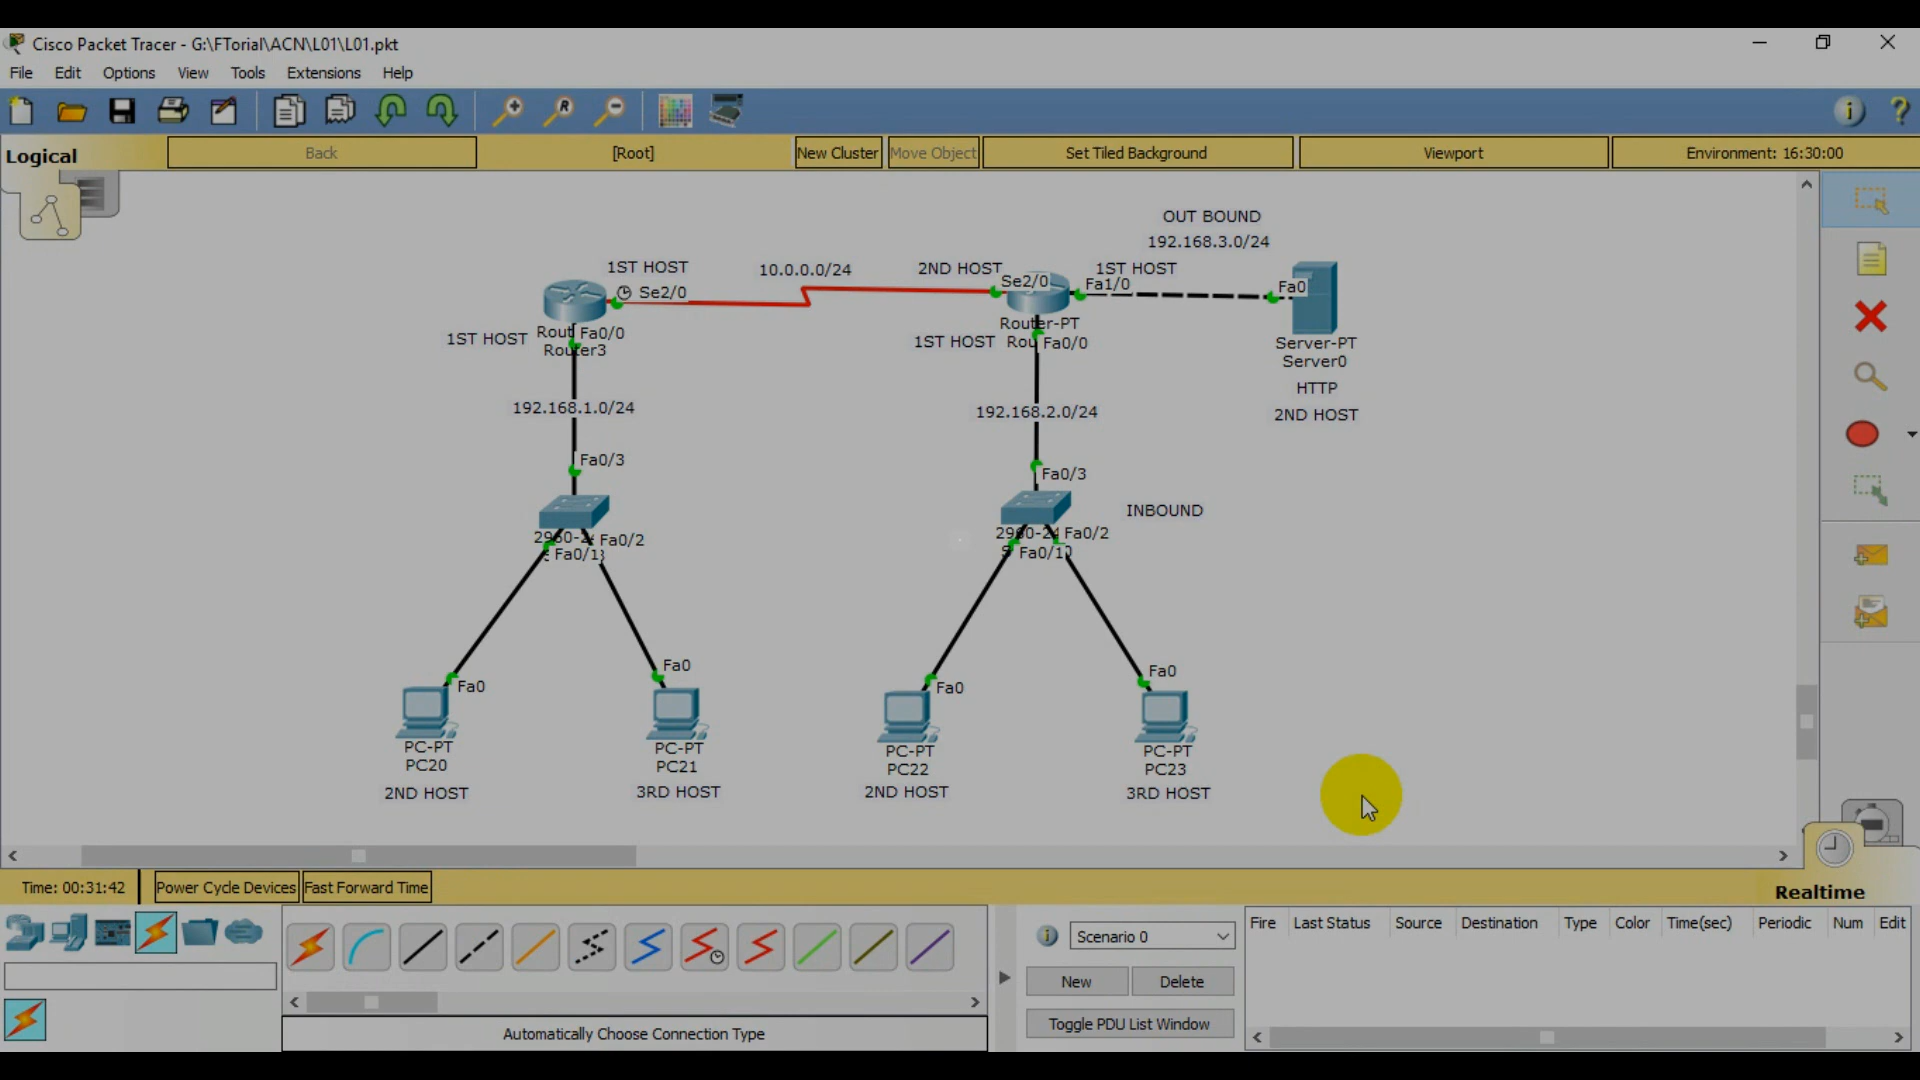 Cisco Packet Tracer - G:\FTorial\ACN\L01\L01.pkt
File Edit Options View Tools Extensions Help
Logical
Back
[Root]
New Cluster
Move Object
Set Tiled Background
Viewport
Environment: 16:30:00
OUT BOUND
192.168.3.0/24
1ST HOST
10.0.0.0/24
2ND HOST
1ST HOST
Se2/0
Se2/0
Fa1/0
Fa0
Fa0/0
Router3
1ST HOST
Router-PT
1ST HOST
Fa0/0
Server-PT
Server0
HTTP
2ND HOST
192.168.1.0/24
192.168.2.0/24
Fa0/3
Fa0/3
INBOUND
Fa0/2
Fa0/1
Fa0/2
Fa0/1
Fa0
Fa0
Fa0
Fa0
PC-PT
PC20
2ND HOST
PC-PT
PC21
3RD HOST
PC-PT
PC22
2ND HOST
PC-PT
PC23
3RD HOST
Time: 00:31:42
Power Cycle Devices
Fast Forward Time
Realtime
Scenario 0
New
Delete
Toggle PDU List Window
Fire Last Status Source Destination Type Color Time(sec) Periodic Num Edit
Automatically Choose Connection Type